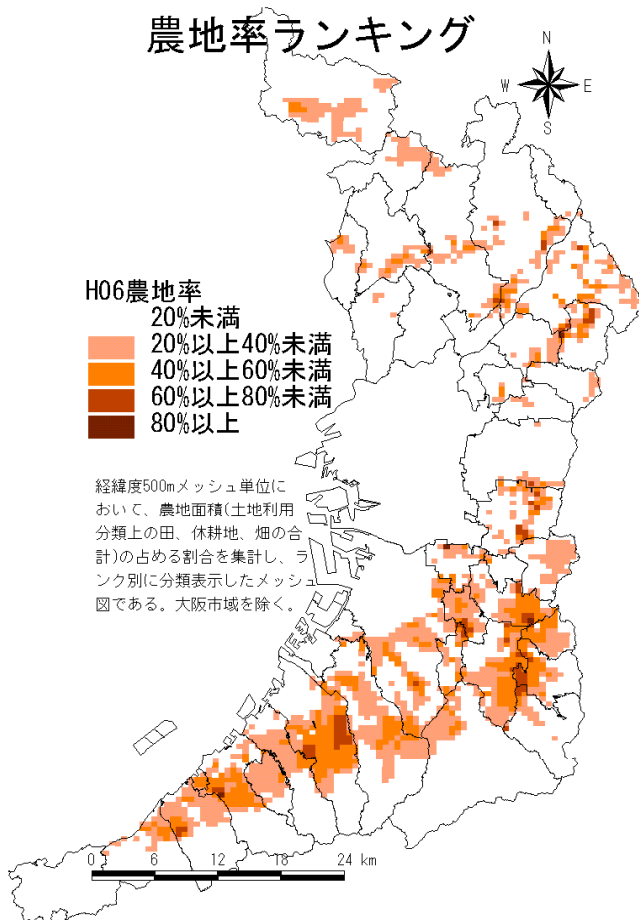 農地率ランキング
N
W E
S
H06農地率
20%未満
20%以上40%未満
40%以上60%未満
60%以上80%未満
80%以上
経緯度500mメッシュ単位に
おいて、農地面積(土地利用
分類上の田、休耕地、畑の合
計)の占める割合を集計し、ラ
ンク別に分類表示したメッシュ
図である。大阪市域を除く。
0 6 12 18 24 km